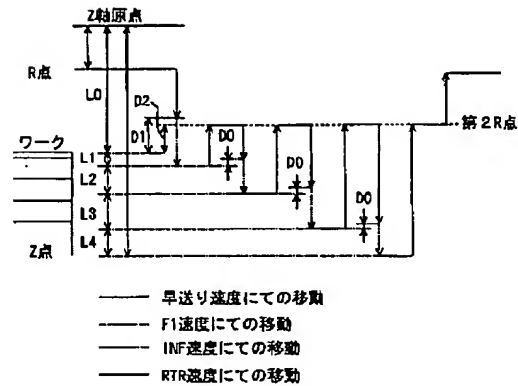 Z軸原点
R点
L0
D2
D1
第2R点
ワーク
L1
D0
L2
D0
L3
D0
L4
Z点
早送り速度にての移動
F1速度にての移動
INF速度にての移動
RTR速度にての移動